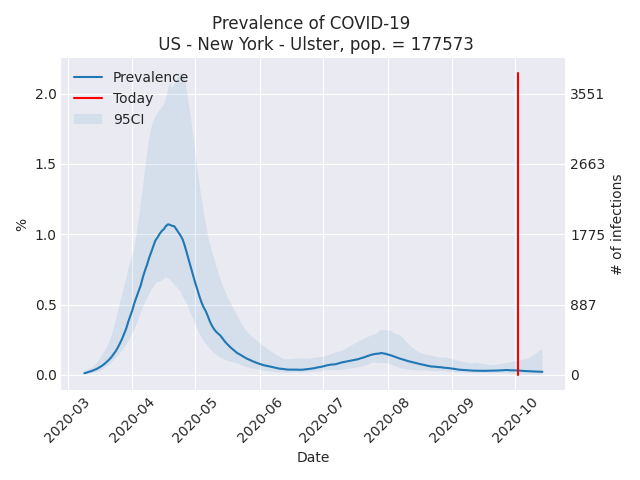 Prevalence of COVID-19
US - New York - Ulster, pop. = 177573
Prevalence
Today
95CI
2.0
1.5
1.0
0.5
0.0
%
3551
2663
1775
887
0
# of infections
2020-03
2020-04
2020-05
2020-06
2020-07
2020-08
2020-09
2020-10
Date